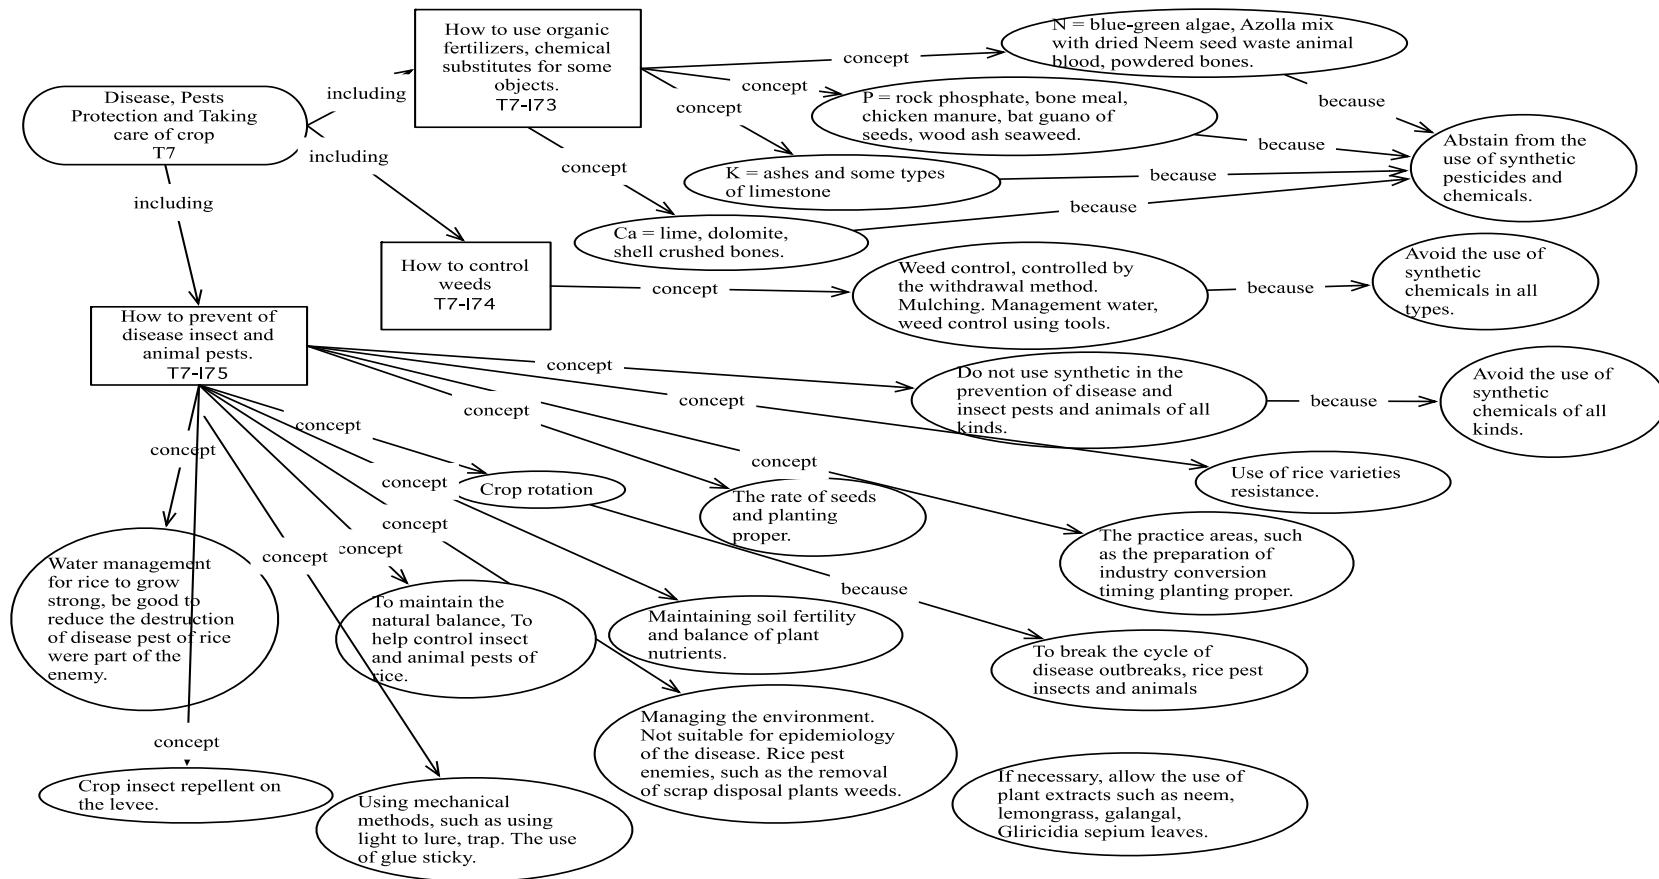 Disease, Pests
Protection and Taking
care of crop
T7
including
including
including
How to use organic
fertilizers, chemical
substitutes for some
objects.
T7-I73
concept
concept
concept
concept
N = blue-green algae, Azolla mix
with dried Neem seed waste animal
blood, powdered bones.
because
P = rock phosphate, bone meal,
chicken manure, bat guano of
seeds, wood ash seaweed.
because
K = ashes and some types
of limestone
because
Ca = lime, dolomite,
shell crushed bones.
because
Abstain from the
use of synthetic
pesticides and
chemicals.
How to control
weeds
T7-I74
concept
Weed control, controlled by
the withdrawal method.
Mulching. Management water,
weed control using tools.
because
Avoid the use of
synthetic
chemicals in all
types.
How to prevent of
disease insect and
animal pests.
T7-I75
concept
Do not use synthetic in the
prevention of disease and
insect pests and animals of all
kinds.
because
Avoid the use of
synthetic
chemicals of all
kinds.
concept
Use of rice varieties
resistance.
concept
The practice areas, such
as the preparation of
industry conversion
timing planting proper.
concept
The rate of seeds
and planting
proper.
concept
Crop rotation
because
To break the cycle of
disease outbreaks, rice pest
insects and animals
concept
Maintaining soil fertility
and balance of plant
nutrients.
concept
Managing the environment.
Not suitable for epidemiology
of the disease. Rice pest
enemies, such as the removal
of scrap disposal plants weeds.
concept
To maintain the
natural balance, To
help control insect
and animal pests of
rice.
concept
Using mechanical
methods, such as using
light to lure, trap. The use
of glue sticky.
concept
Water management
for rice to grow
strong, be good to
reduce the destruction
of disease pest of rice
were part of the
enemy.
concept
Crop insect repellent on
the levee.
If necessary, allow the use of
plant extracts such as neem,
lemongrass, galangal,
Gliricidia sepium leaves.